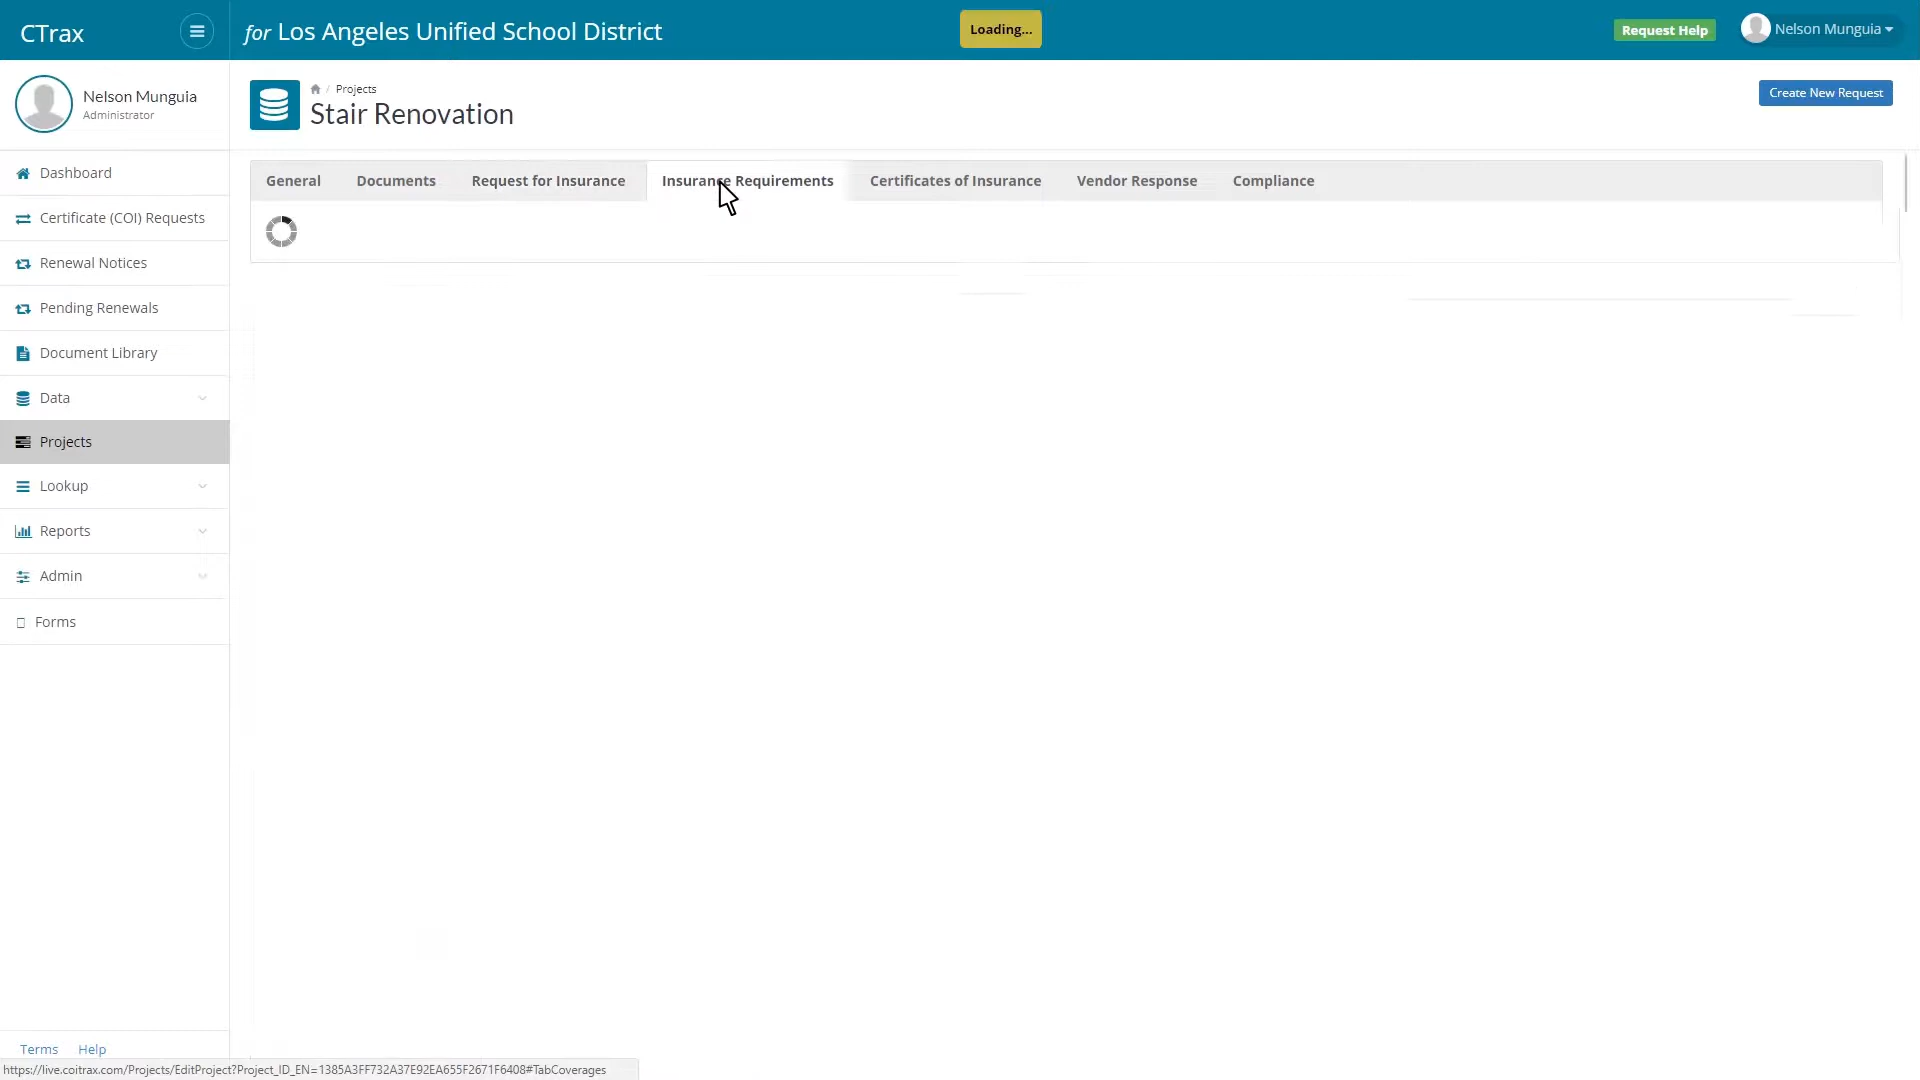 CTrax
for Los Angeles Unified School District
Loading...
Request Help
Nelson Munguia
Nelson Munguia
Administrator
Projects
Stair Renovation
Create New Request
Dashboard
Certificate (COI) Requests
Renewal Notices
Pending Renewals
Document Library
Data
Projects
Lookup
Reports
Admin
Forms
General Documents Request for Insurance Insurance Requirements Certificates of Insurance Vendor Response Compliance
Terms Help
https://live.coitrax.com/Projects/EditProject?Project_ID_EN=1385A3FF732A37E92EA655F2671F6408#TabCoverages